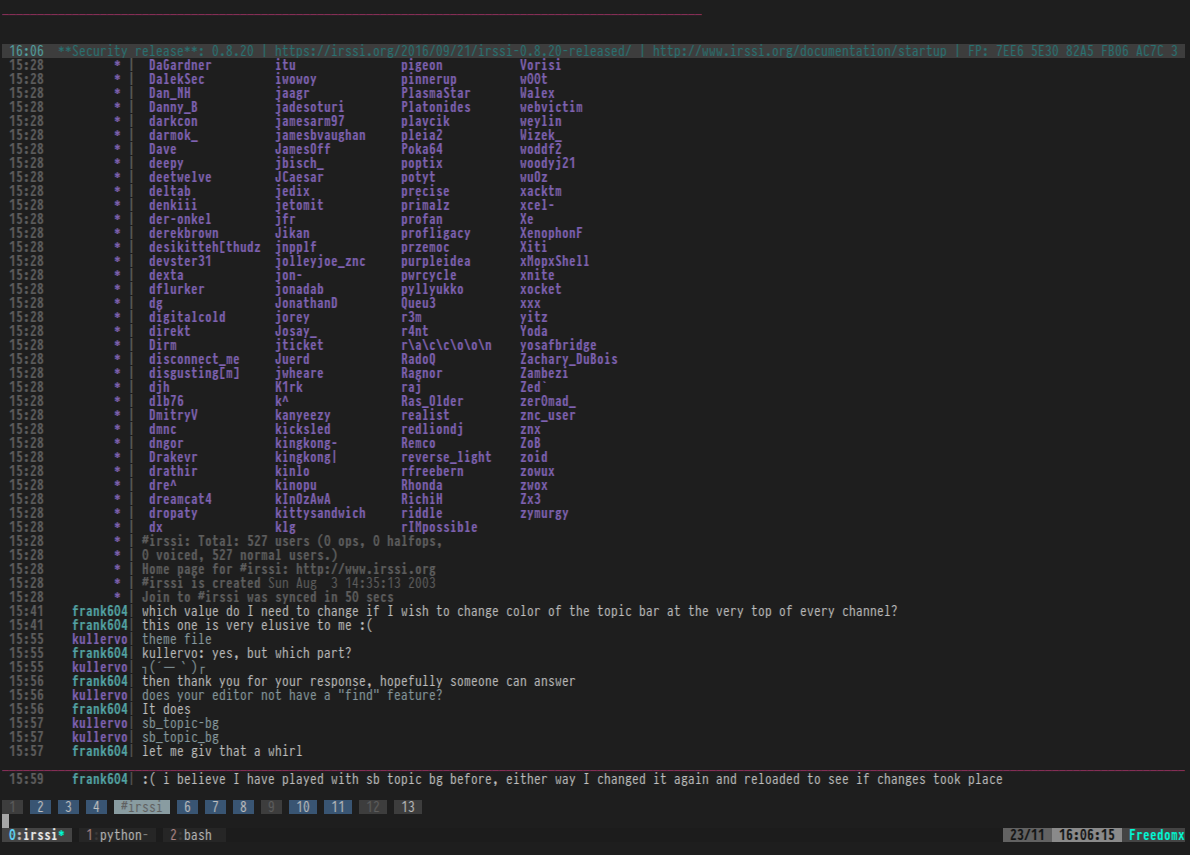 16:06 **Security release**: 0.8.20 | https://irssi.org/2016/09/21/irssi-0.8.20-released/ | http://www.irssi.org/documentation/startup | FP: 7EE6 5E30 82A5 FB06 AC7C 3
15:28 * | DaGardner itu pigeon Vorisi
15:28 * | DalekSec iwowoy pinnerup w00t
15:28 * | Dan_NH jaagr PlasmaStar Walex
15:28 * | Danny_B jadesoturi Platonides webvictim
15:28 * | darkcon jamesarm97 plavcik weylin
15:28 * | darmok_ jamesbvaughan pleia2 Wizek_
15:28 * | Dave JamesOff Poka64 woddf2
15:28 * | deepy jbisch_ poptix woodyj21
15:28 * | deetwelve JCaesar potyt wuOz
15:28 * | deltab jedix precise xacktm
15:28 * | denkiii jetomit primalz xcel-
15:28 * | der-onkel jfr profan Xe
15:28 * | derekbrown Jikan profligacy XenophonF
15:28 * | desikitteh[thudz jnpplf przemoc Xiti
15:28 * | devster31 jolleyjoe_znc purpleidea xMopxShell
15:28 * | dexta jon- pwrcycle xnite
15:28 * | dflurker jonadab pyllyukko xocket
15:28 * | dg JonathanD Queu3 xxx
15:28 * | digitalcold jorey r3m yitz
15:28 * | direkt Josay_ r4nt Yoda
15:28 * | Dirm jticket r\a\c\c\o\o\n yosafbridge
15:28 * | disconnect_me Juerd RadoQ Zachary_DuBois
15:28 * | disgusting[m] jwheare Ragnor Zambezi
15:28 * | djh K1rk raj Zed`
15:28 * | dlb76 k^ Ras_Older zer0mad_
15:28 * | DmitryV kanyeezy realist znc_user
15:28 * | dmnc kicksled redliondj znx
15:28 * | dngor kingkong- Remco ZoB
15:28 * | Drakevr kingkong| reverse_light zoid
15:28 * | drathir kinlo rfreebern zowux
15:28 * | dre^ kinopu Rhonda zwox
15:28 * | dreamcat4 kInOzAwA RichiH Zx3
15:28 * | dropaty kittysandwich riddle zymurgy
15:28 * | dx klg rIMpossible
15:28 * | #irssi: Total: 527 users (0 ops, 0 halfops,
15:28 * | 0 voiced, 527 normal users.)
15:28 * | Home page for #irssi: http://www.irssi.org
15:28 * | #irssi is created Sun Aug 3 14:35:13 2003
15:28 * | Join to #irssi was synced in 50 secs
15:41 frank604| which value do I need to change if I wish to change color of the topic bar at the very top of every channel?
15:41 frank604| this one is very elusive to me :(
15:55 kullervo| theme file
15:55 frank604| kullervo: yes, but which part?
15:55 kullervo| ┐(´ー｀)┌
15:56 frank604| then thank you for your response, hopefully someone can answer
15:56 kullervo| does your editor not have a "find" feature?
15:56 frank604| It does
15:57 kullervo| sb_topic-bg
15:57 kullervo| sb_topic_bg
15:57 frank604| let me giv that a whirl
15:59 frank604| :( i believe I have played with sb topic bg before, either way I changed it again and reloaded to see if changes took place
1 2 3 4 #irssi 6 7 8 9 10 11 12 13
0:irssi* 1:python- 2:bash 23/11 16:06:15 Freedomx